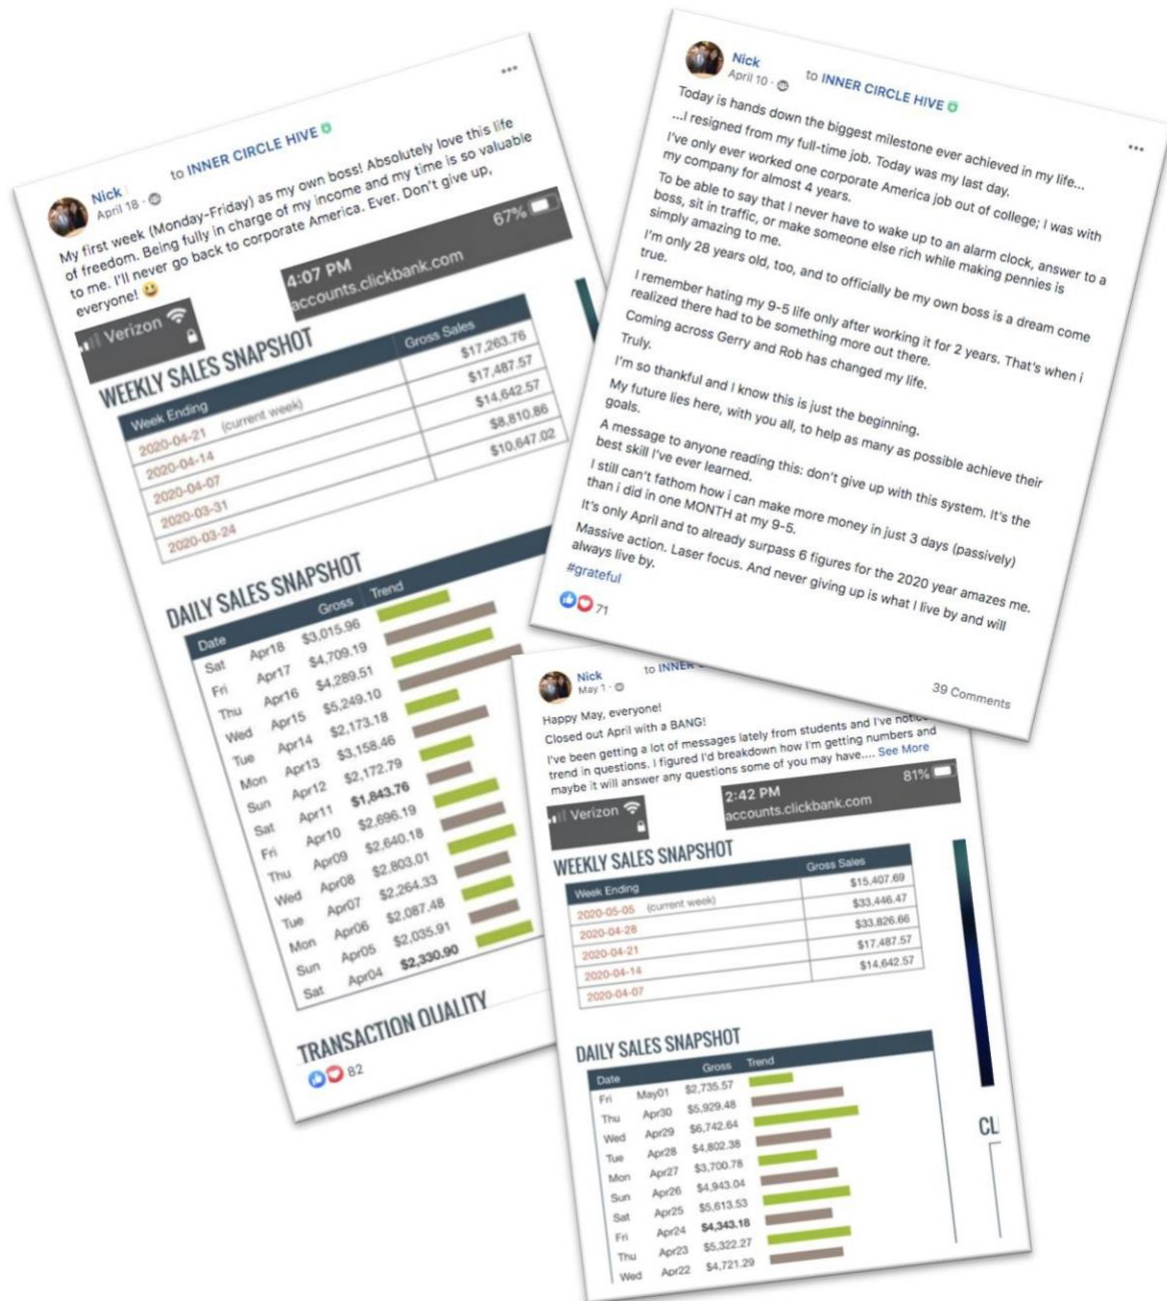 Nick to INNER CIRCLE HIVE
April 18 ·
My first week (Monday-Friday) as my own boss! Absolutely love this life
of freedom. Being fully in charge of my income and my time is so valuable
to me. I'll never go back to corporate America. Ever. Don't give up,
everyone! 😃
Verizon 4:07 PM 67%
accounts.clickbank.com
WEEKLY SALES SNAPSHOT
Week Ending Gross Sales
2020-04-21 (current week) $17,263.76
2020-04-14 $17,487.57
2020-04-07 $14,642.57
2020-03-31 $8,810.86
2020-03-24 $10,647.02
DAILY SALES SNAPSHOT
Date Gross Trend
Sat Apr18 $3,015.96
Fri Apr17 $4,709.19
Thu Apr16 $4,289.51
Wed Apr15 $5,249.10
Tue Apr14 $2,173.18
Mon Apr13 $3,158.46
Sun Apr12 $2,172.79
Sat Apr11 $1,843.76
Fri Apr10 $2,696.19
Thu Apr09 $2,640.18
Wed Apr08 $2,803.01
Tue Apr07 $2,264.33
Mon Apr06 $2,087.48
Sun Apr05 $2,035.91
Sat Apr04 $2,330.90
TRANSACTION QUALITY
82
Nick to INNER CIRCLE HIVE
April 10 ·
Today is hands down the biggest milestone ever achieved in my life...
...I resigned from my full-time job. Today was my last day.
I've only ever worked one corporate America job out of college; I was with
my company for almost 4 years.
To be able to say that I never have to wake up to an alarm clock, answer to a
boss, sit in traffic, or make someone else rich while making pennies is
simply amazing to me.
I'm only 28 years old, too, and to officially be my own boss is a dream come
true.
I remember hating my 9-5 life only after working it for 2 years. That's when i
realized there had to be something more out there.
Coming across Gerry and Rob has changed my life.
Truly.
I'm so thankful and I know this is just the beginning.
My future lies here, with you all, to help as many as possible achieve their
goals.
A message to anyone reading this: don't give up with this system. It's the
best skill I've ever learned.
I still can't fathom how i can make more money in just 3 days (passively)
than i did in one MONTH at my 9-5.
It's only April and to already surpass 6 figures for the 2020 year amazes me.
Massive action. Laser focus. And never giving up is what I live by and will
always live by.
#grateful
71
39 Comments
Nick to INNER
May 1 ·
Happy May, everyone!
Closed out April with a BANG!
I've been getting a lot of messages lately from students and I've
trend in questions. I figured I'd breakdown how I'm getting numbers and
maybe it will answer any questions some of you may have.... See More
Verizon 2:42 PM 81%
accounts.clickbank.com
WEEKLY SALES SNAPSHOT
Week Ending Gross Sales
2020-05-05 (current week) $15,407.69
2020-04-28 $33,446.47
2020-04-21 $33,826.66
2020-04-14 $17,487.57
2020-04-07 $14,642.57
DAILY SALES SNAPSHOT
Date Gross Trend
Fri May01 $2,735.57
Thu Apr30 $5,929.48
Wed Apr29 $6,742.64
Tue Apr28 $4,802.38
Mon Apr27 $3,700.78
Sun Apr26 $4,943.04
Sat Apr25 $5,613.53
Fri Apr24 $4,343.18
Thu Apr23 $5,322.27
Wed Apr22 $4,721.29
CL